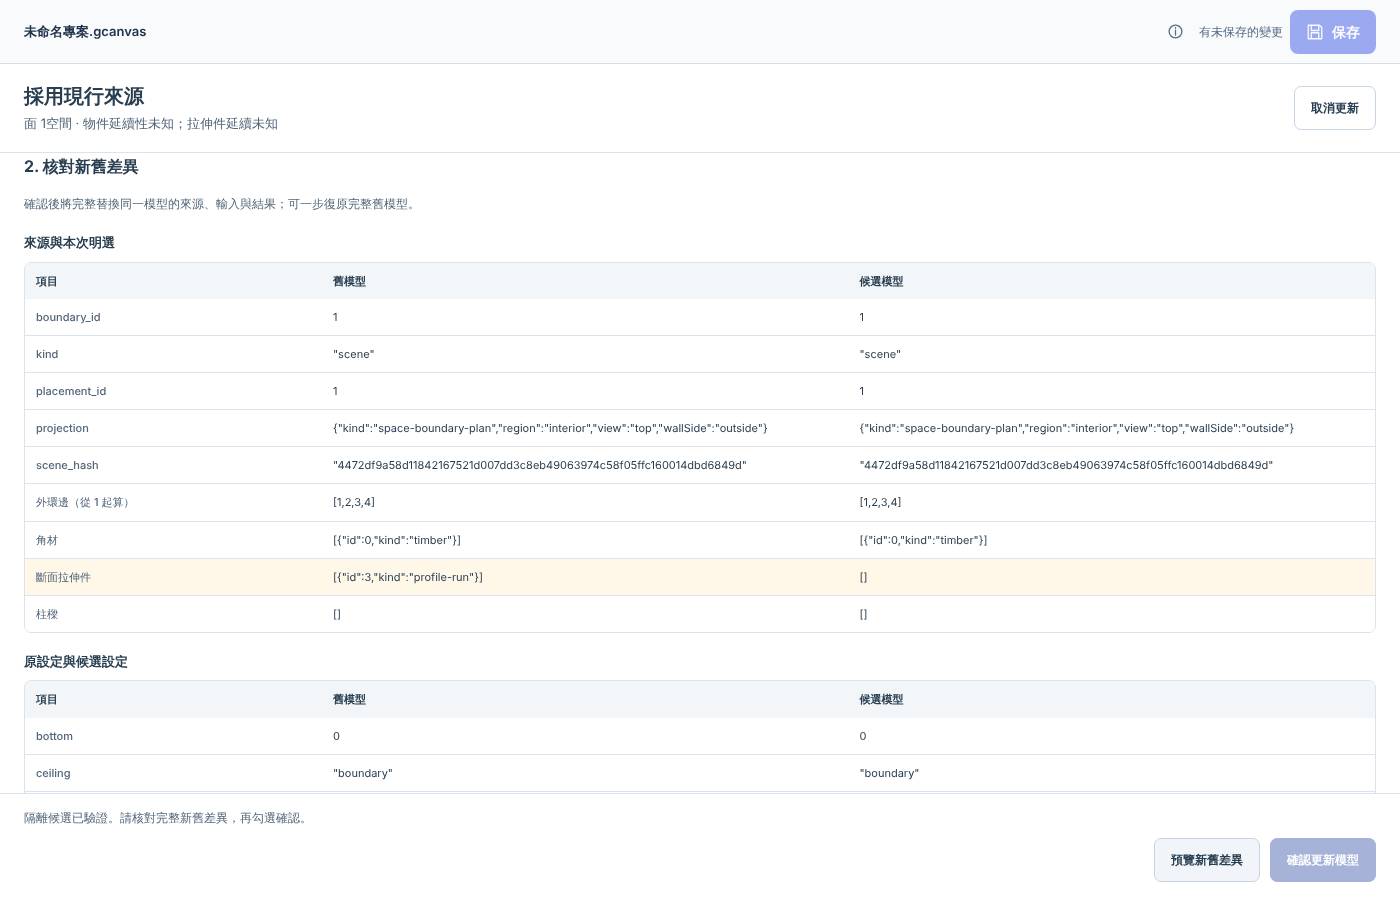 未命名專案.gcanvas
有未保存的變更
保存
採用現行來源
面 1空間 · 物件延續性未知；拉伸件延續未知
取消更新
2. 核對新舊差異
確認後將完整替換同一模型的來源、輸入與結果；可一步復原完整舊模型。
來源與本次明選
項目 舊模型 候選模型
boundary_id 1 1
kind "scene" "scene"
placement_id 1 1
projection {"kind":"space-boundary-plan","region":"interior","view":"top","wallSide":"outside"} {"kind":"space-boundary-plan","region":"interior","view":"top","wallSide":"outside"}
scene_hash "4472df9a58d11842167521d007dd3c8eb49063974c58f05ffc160014dbd6849d" "4472df9a58d11842167521d007dd3c8eb49063974c58f05ffc160014dbd6849d"
外環邊（從 1 起算） [1,2,3,4] [1,2,3,4]
角材 [{"id":0,"kind":"timber"}] [{"id":0,"kind":"timber"}]
斷面拉伸件 [{"id":3,"kind":"profile-run"}] []
柱樑 [] []
原設定與候選設定
項目 舊模型 候選模型
bottom 0 0
ceiling "boundary" "boundary"
隔離候選已驗證。請核對完整新舊差異，再勾選確認。
預覽新舊差異
確認更新模型